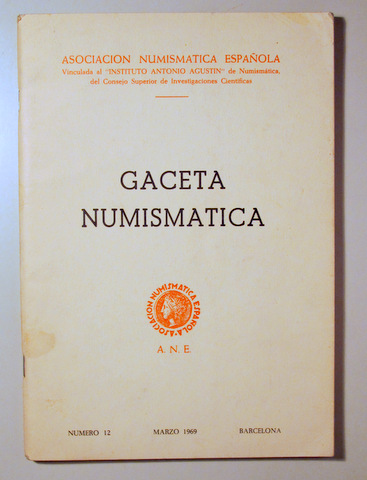 ASOCIACION NUMISMATICA ESPAÑOLA
Vinculada al "INSTITUTO ANTONIO AGUSTIN" de Numismática,
del Consejo Superior de Investigaciones Científicas
GACETA
NUMISMATICA
ASOCIACION NUMISMATICA ESPAÑOLA
A. N. E.
NUMERO 12 MARZO 1969 BARCELONA